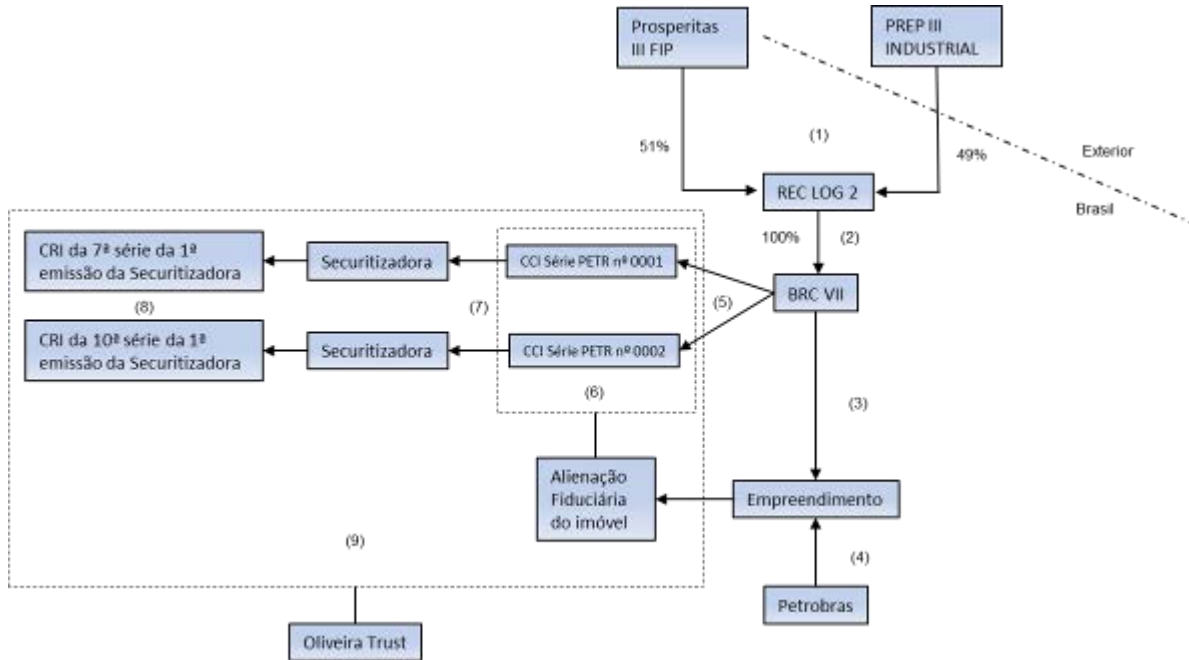 Prosperitas
III FIP
PREP III
INDUSTRIAL
(1)
51%
49%
Exterior
Brasil
REC LOG 2
100%
(2)
CRI da 7ª série da 1ª
emissão da Securitizadora
Securitizadora
CCI Série PETR nº 0001
BRC VII
(8)
(7)
(5)
CRI da 10ª série da 1ª
emissão da Securitizadora
Securitizadora
CCI Série PETR nº 0002
(6)
(3)
Alienação
Fiduciária
do imóvel
Empreendimento
(9)
(4)
Petrobras
Oliveira Trust